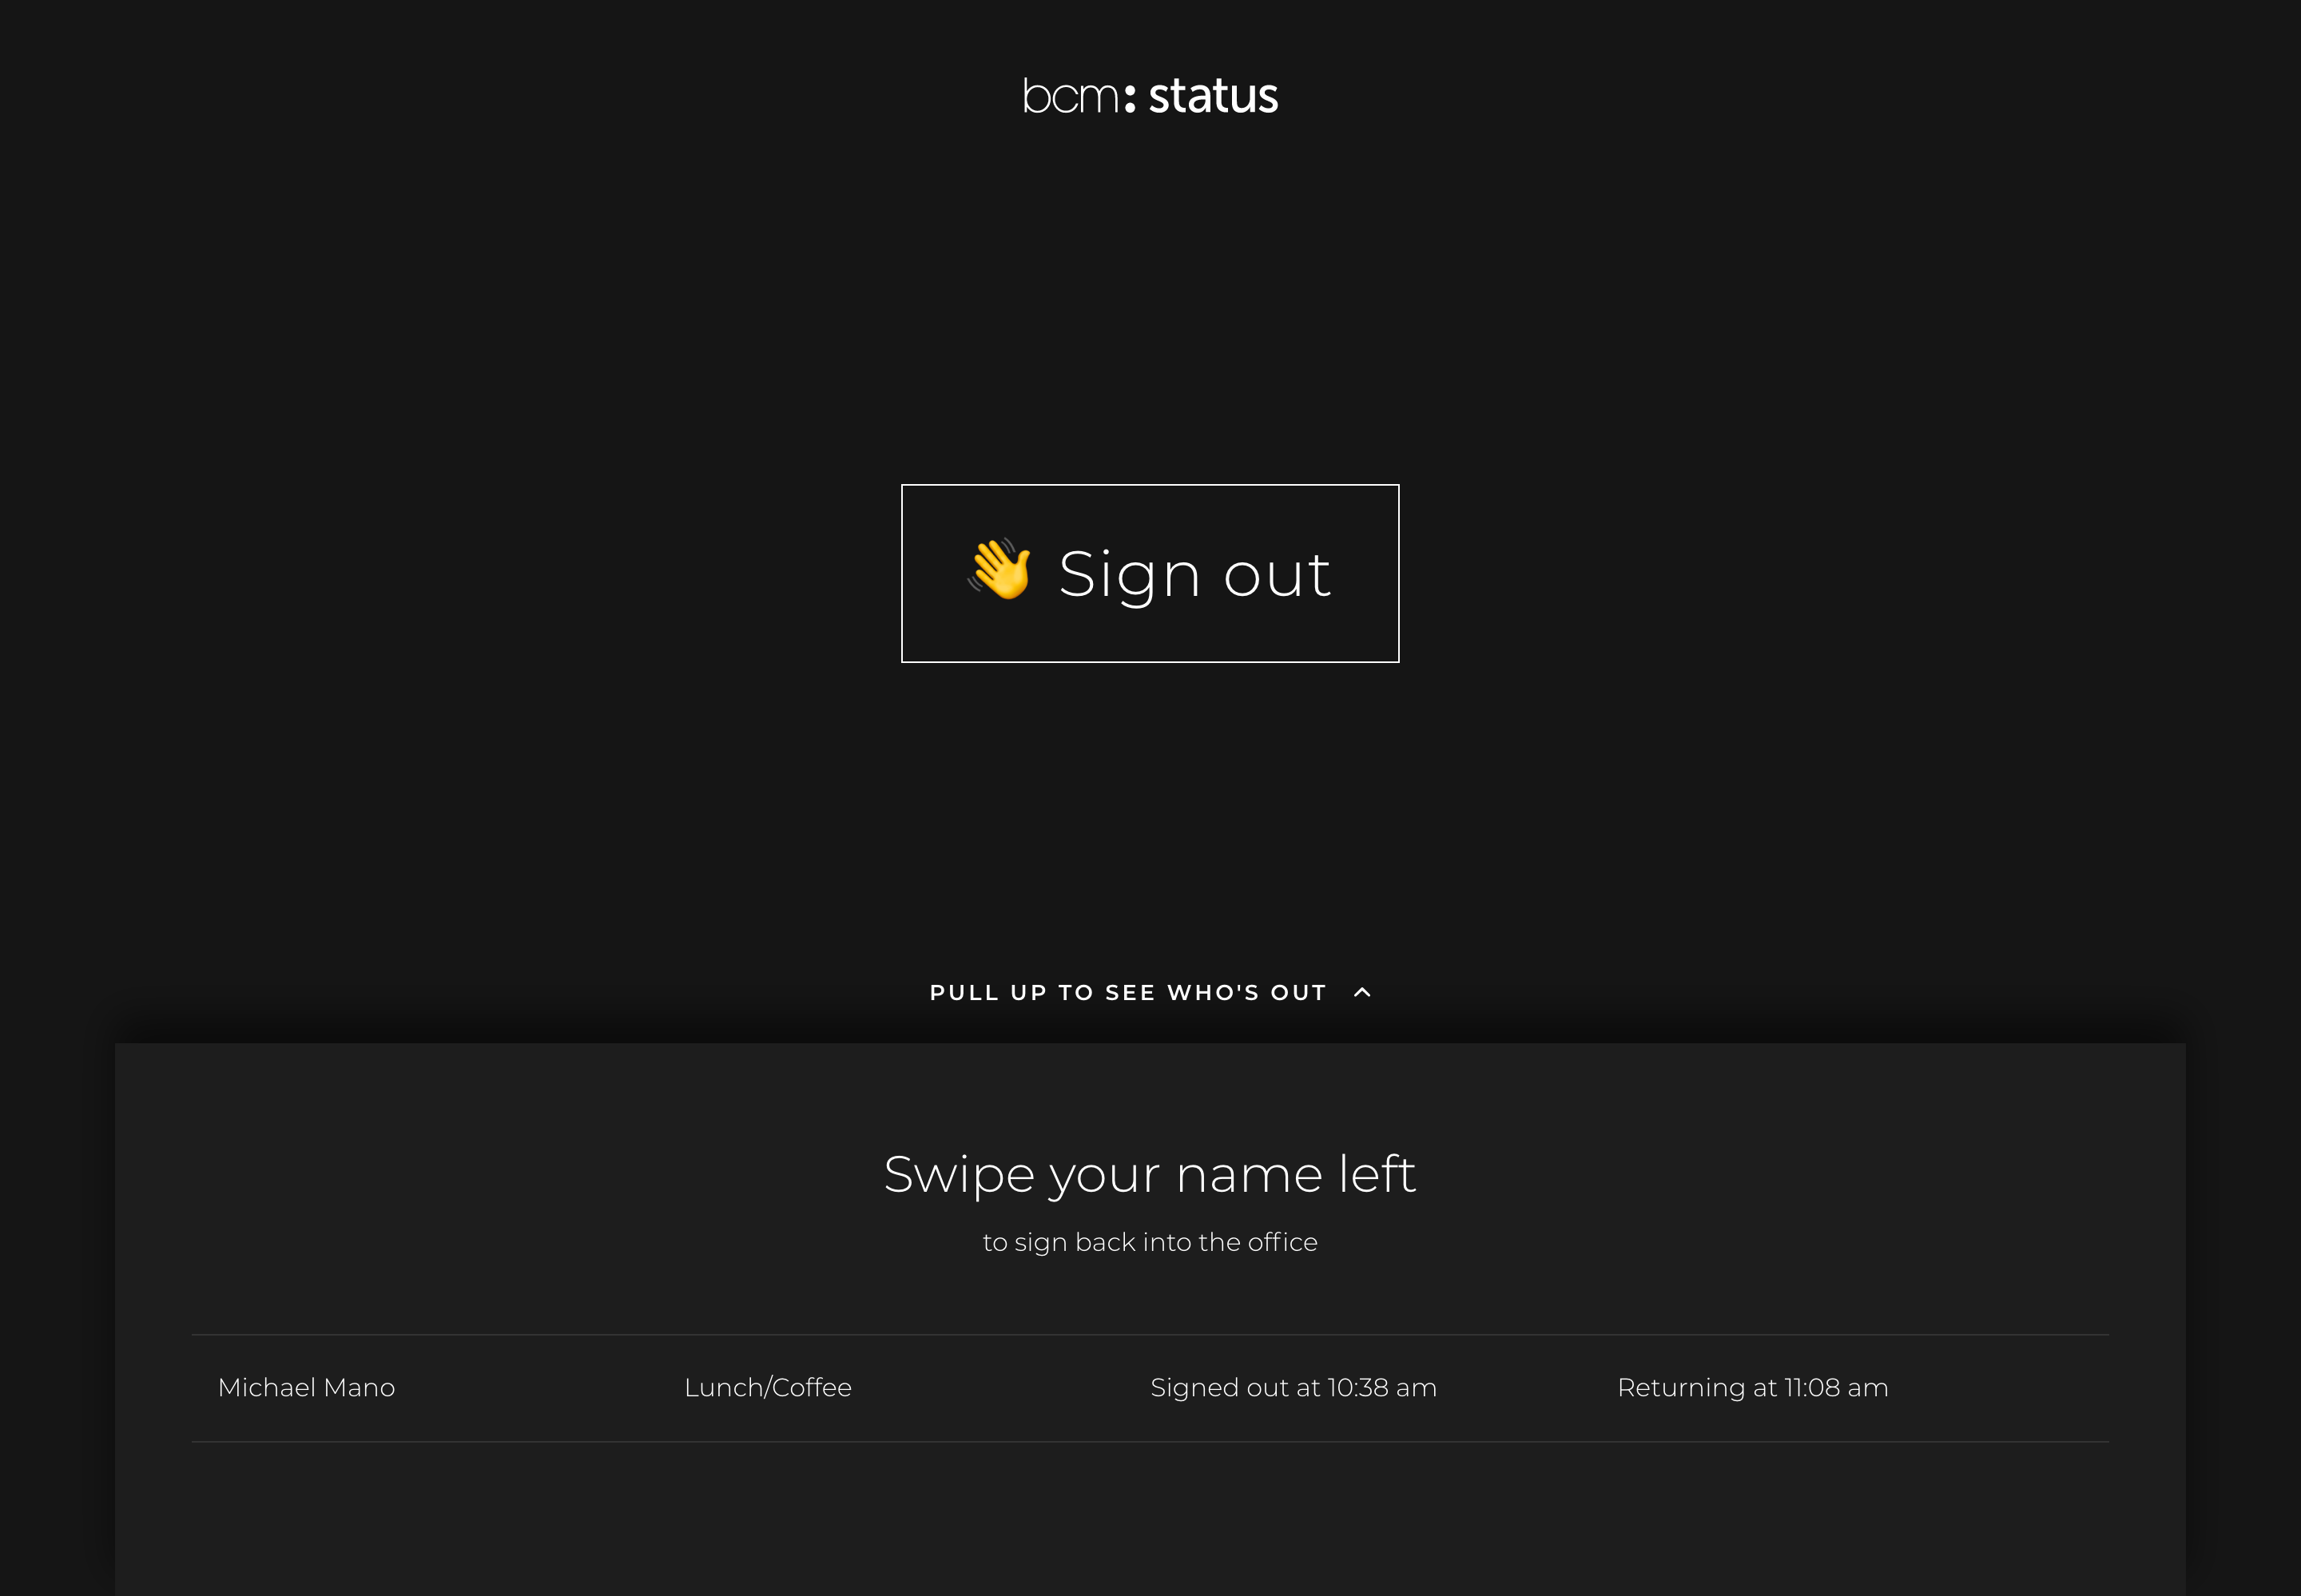 bcm: status
👋 Sign out
PULL UP TO SEE WHO'S OUT
Swipe your name left
to sign back into the office
Michael Mano Lunch/Coffee Signed out at 10:38 am Returning at 11:08 am